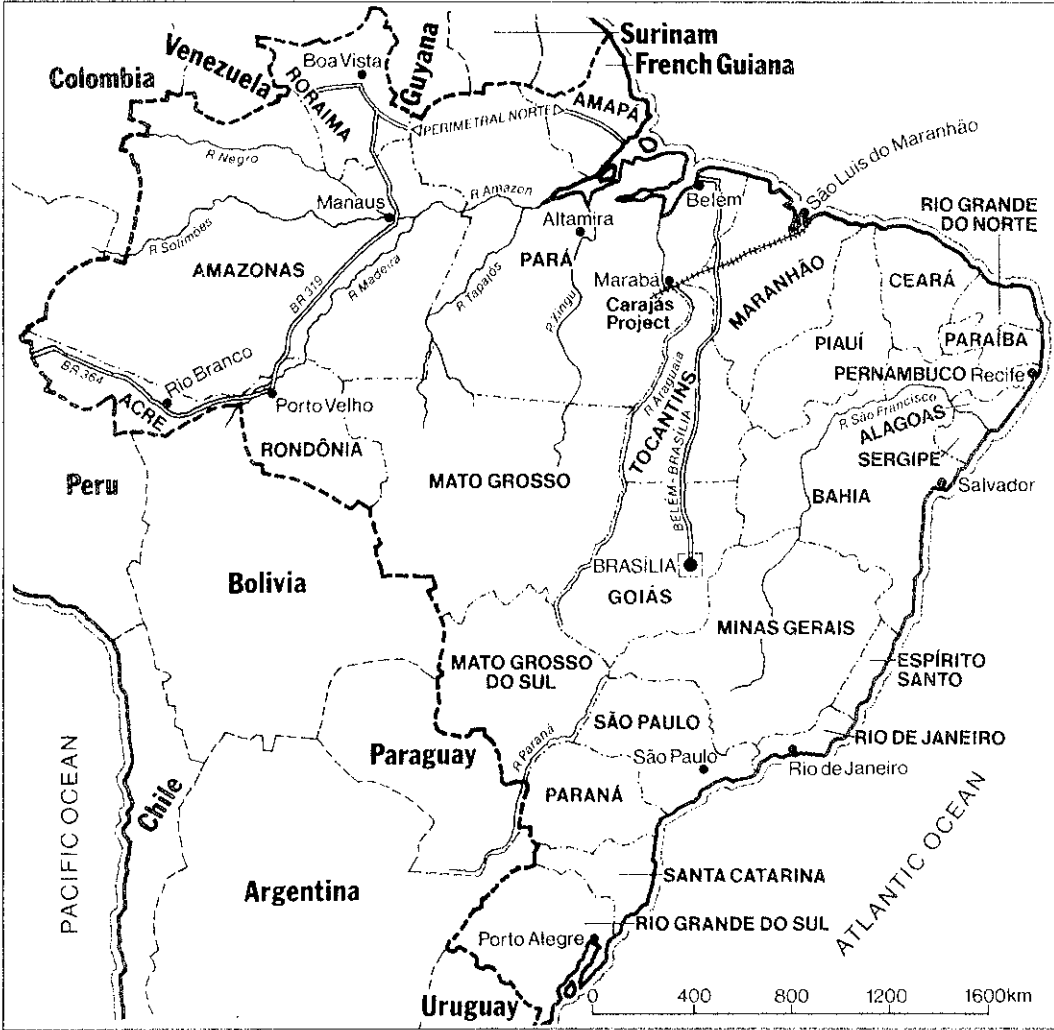 Surinam
French Guiana
Guyana
Venezuela
Colombia
Boa Vista
RORAIMA
AMAPÁ
PERIMETRAL NORTE
R Negro
São Luis do Maranhão
R Amazon
Belém
Manaus
Altamira
RIO GRANDE
DO NORTE
R Solimões
AMAZONAS
PARÁ
BR 319
R Madeira
R Tapajós
R Xingu
Marabá
Carajás
Project
MARANHÃO
CEARÁ
PIAUÍ
PARAÍBA
BR 364
Rio Branco
ACRE
Porto Velho
R Araguaia
PERNAMBUCO
Recife
R São Francisco
ALAGOAS
RONDÔNIA
TOCANTINS
BELÉM-BRASÍLIA
SERGIPE
Peru
MATO GROSSO
BAHIA
Salvador
BRASÍLIA
Bolivia
GOIÁS
MINAS GERAIS
MATO GROSSO
DO SUL
ESPÍRITO
SANTO
SÃO PAULO
Paraguay
R Paraná
São Paulo
RIO DE JANEIRO
Rio de Janeiro
PARANÁ
Chile
PACIFIC OCEAN
ATLANTIC OCEAN
Argentina
SANTA CATARINA
RIO GRANDE DO SUL
Porto Alegre
Uruguay
0 400 800 1200 1600km